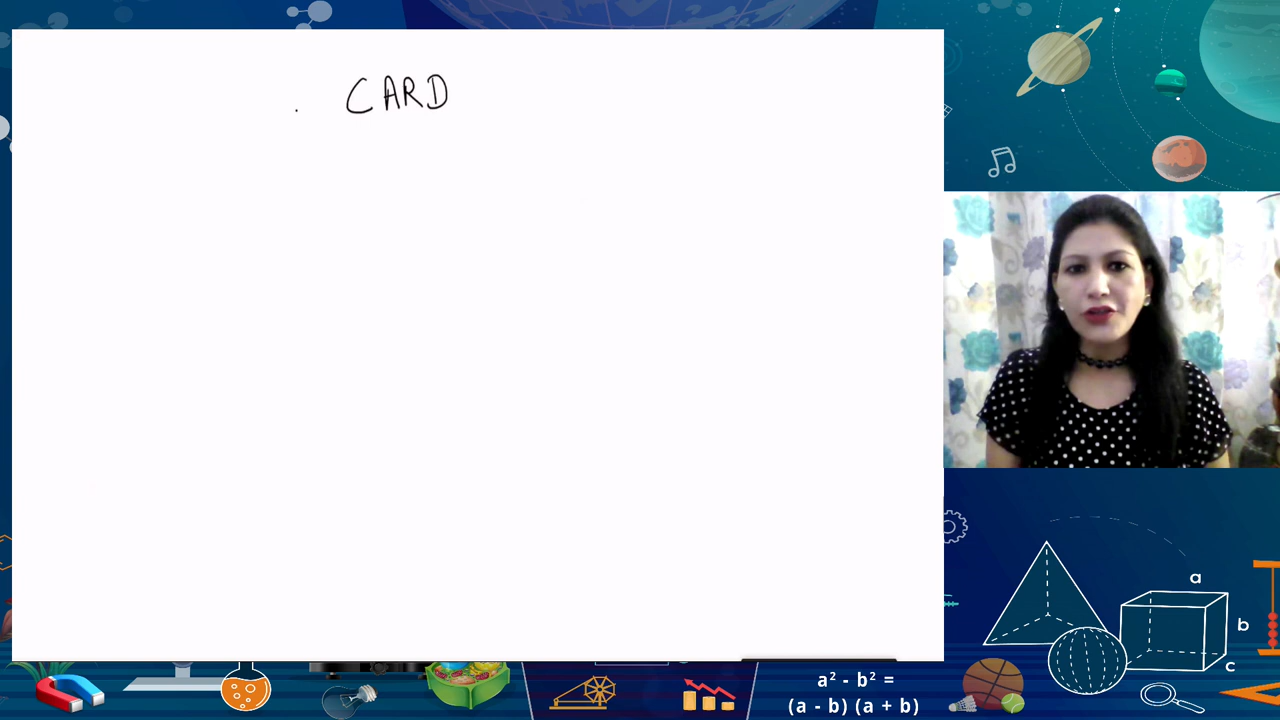 . CARD
a
b
c
a² - b² =
(a - b) (a + b)